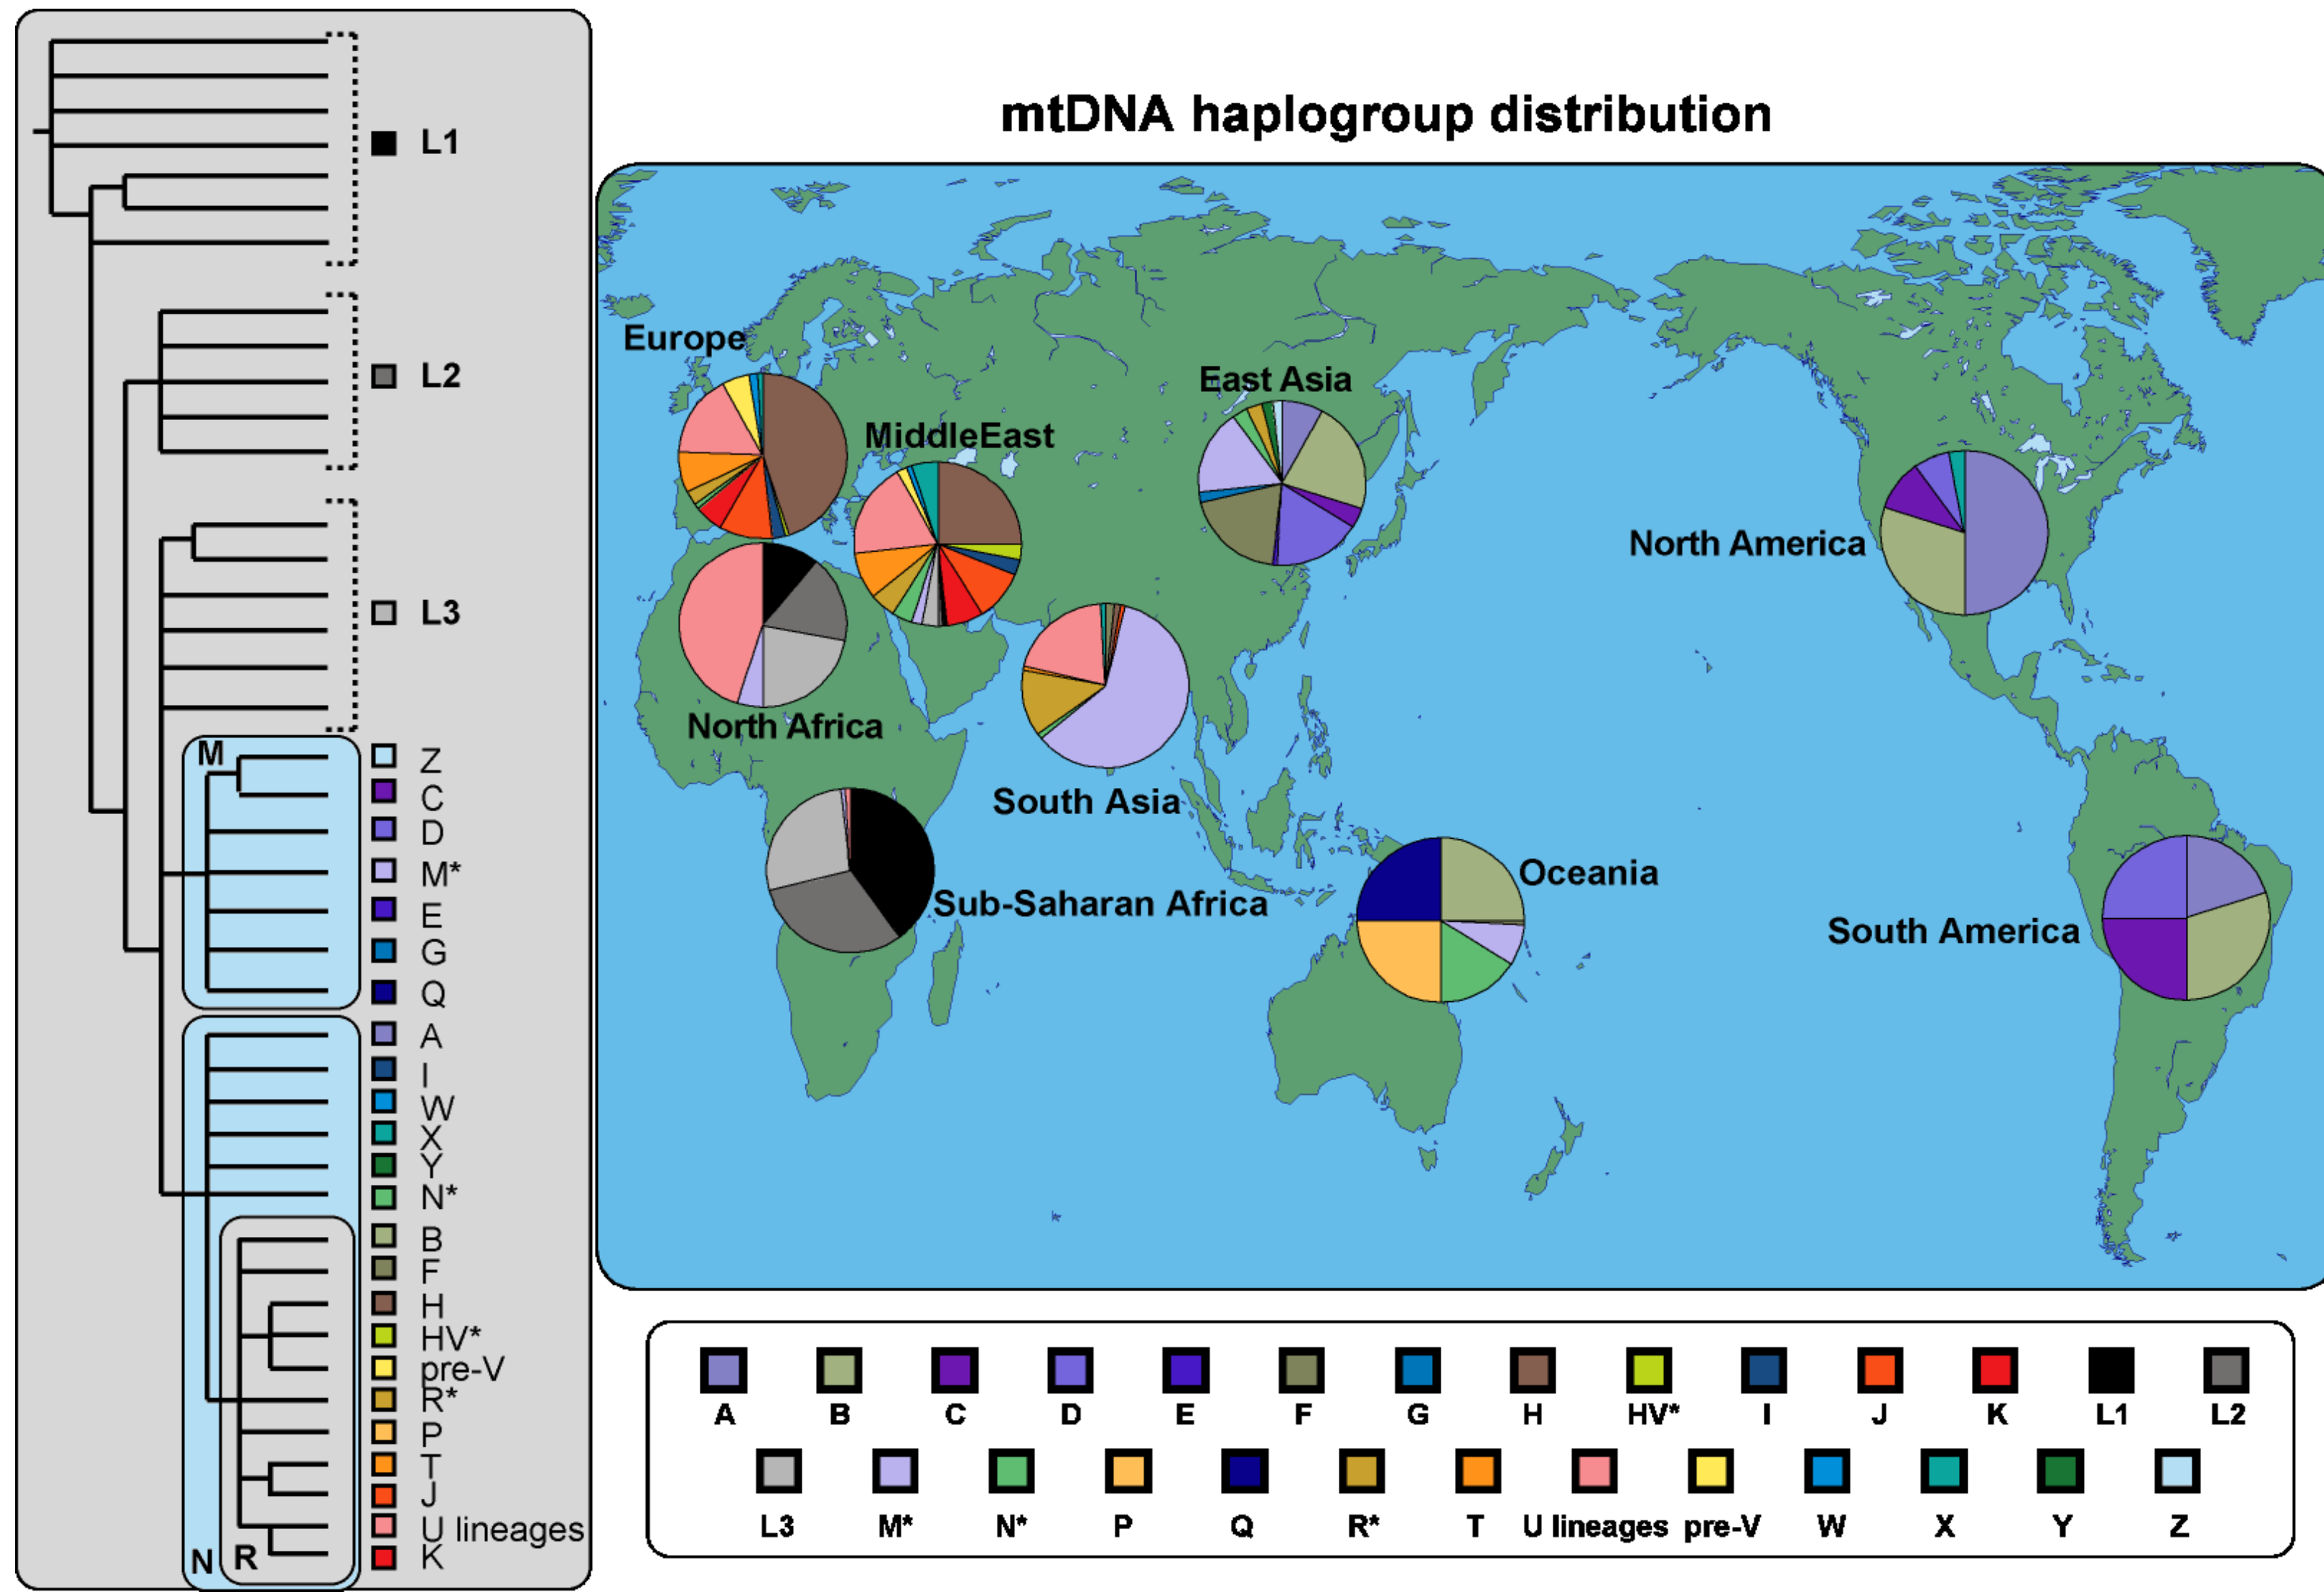 mtDNA haplogroup distribution
L1
L2
L3
M
Z
C
D
M*
E
G
Q
A
I
W
X
Y
N*
B
F
H
HV*
pre-V
R*
P
T
J
U lineages
K
N R
Europe
MiddleEast
East Asia
North America
North Africa
South Asia
Sub-Saharan Africa
Oceania
South America
A B C D E F G H HV* I J K L1 L2
L3 M* N* P Q R* T U lineages pre-V W X Y Z